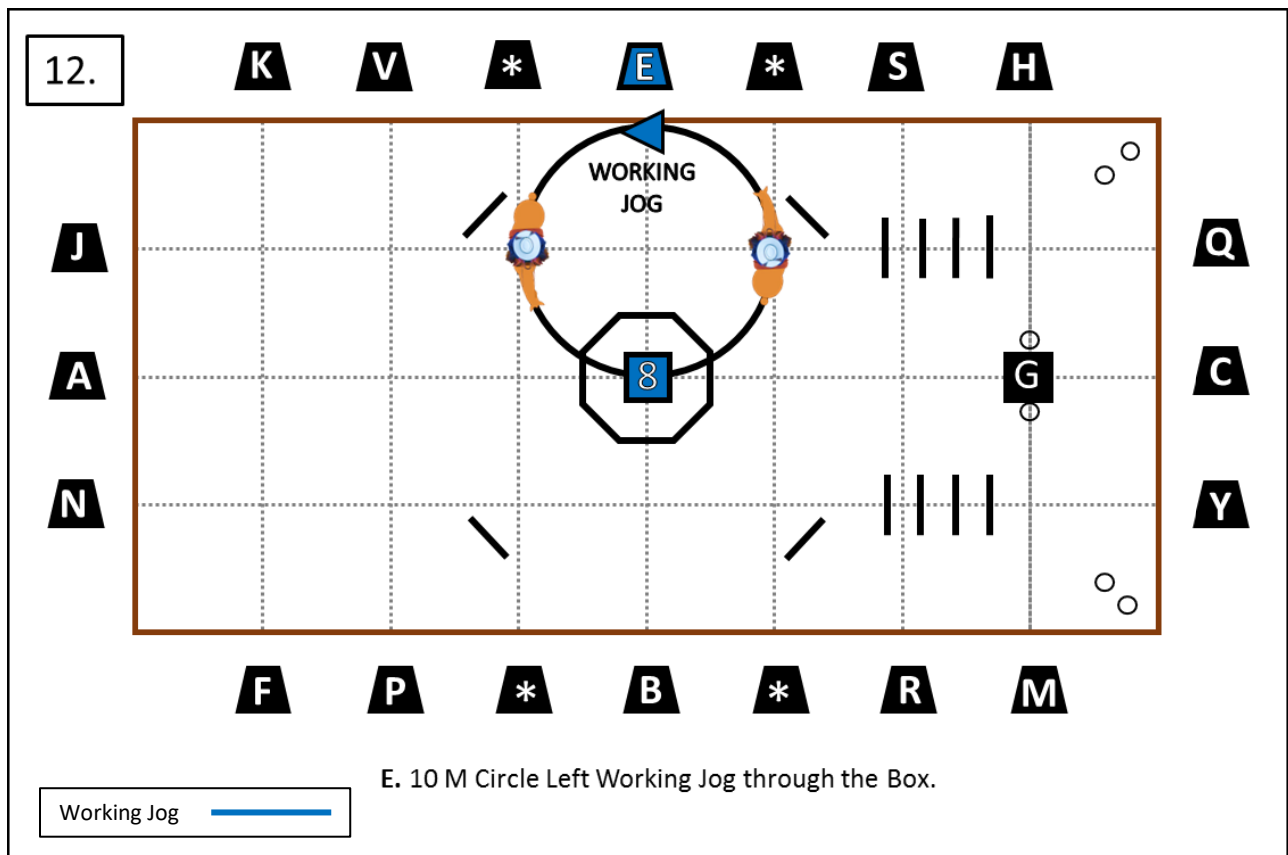 12.
K V * E * S H
WORKING
JOG
J Q
A 8 G C
N Y
F P * B * R M
E. 10 M Circle Left Working Jog through the Box.
Working Jog